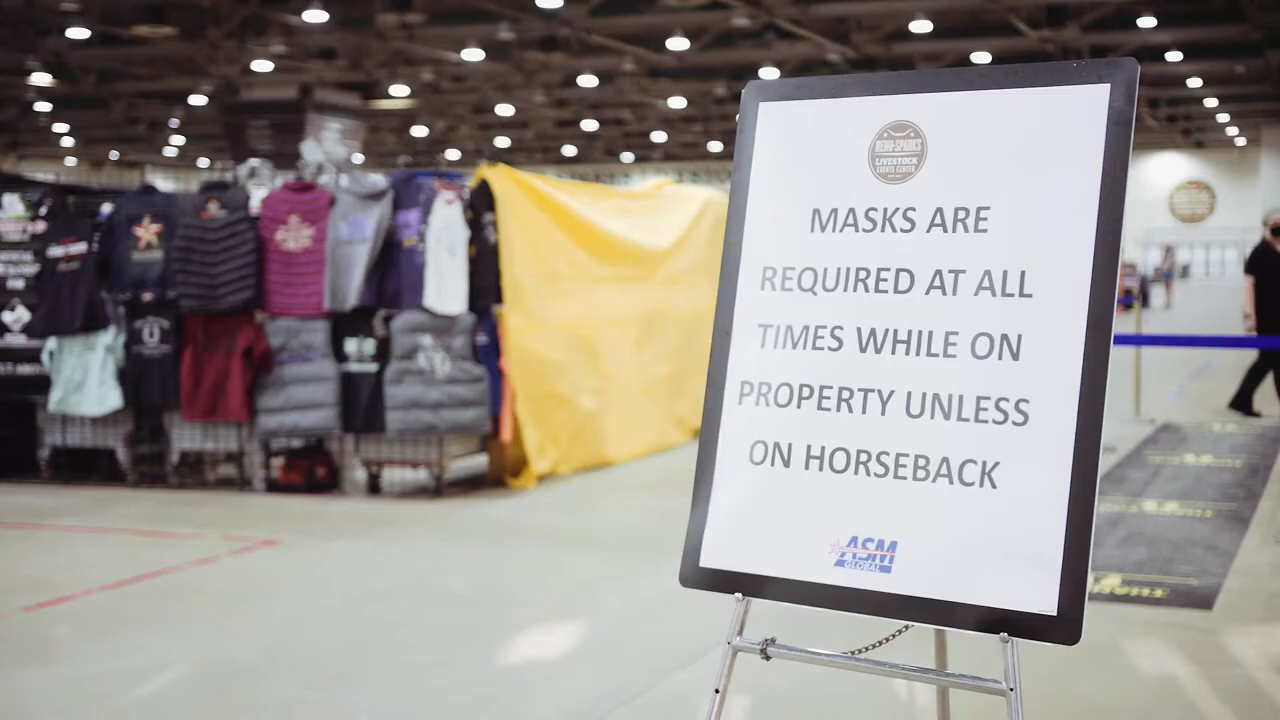 RENO-SPARKS
LIVESTOCK
EVENTS CENTER
MASKS ARE
REQUIRED AT ALL
TIMES WHILE ON
PROPERTY UNLESS
ON HORSEBACK
ASM
GLOBAL